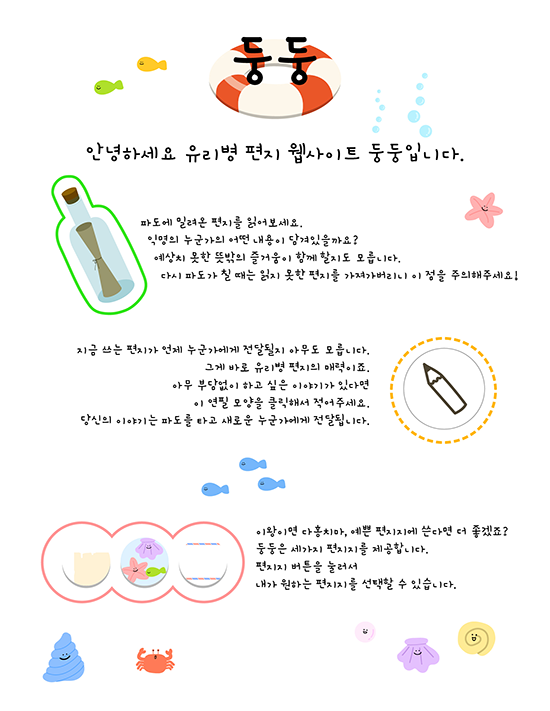 둥둥
안녕하세요 유리병 편지 웹사이트 둥둥입니다.
파도에 밀려온 편지를 읽어보세요.
익명의 누군가의 어떤 내용이 담겨있을까요?
예상치 못한 뜻밖의 즐거움이 함께 할지도 모릅니다.
다시 파도가 칠 때는 읽지 못한 편지를 가져가버리니 이 점을 주의해주세요!
지금 쓰는 편지가 언제 누군가에게 전달될지 아무도 모릅니다.
그게 바로 유리병 편지의 매력이죠.
아무 부담없이 하고 싶은 이야기가 있다면
이 연필 모양을 클릭해서 적어주세요.
당신의 이야기는 파도를 타고 새로운 누군가에게 전달됩니다.
이왕이면 다홍치마, 예쁜 편지지에 쓴다면 더 좋겠죠?
둥둥은 세가지 편지지를 제공합니다.
편지지 버튼을 눌러서
내가 원하는 편지지를 선택할 수 있습니다.